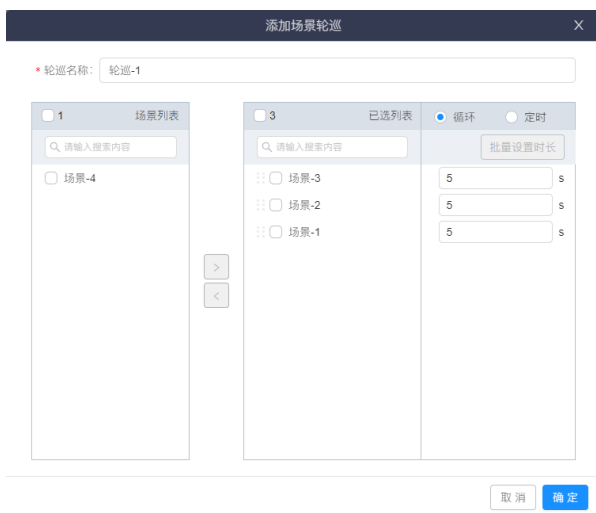 添加场景轮巡 X
* 轮巡名称: 轮巡-1
1 场景列表 3 已选列表 循环 定时
请输入搜索内容 请输入搜索内容 批量设置时长
场景-4 场景-3 5 s
场景-2 5 s
场景-1 5 s
>
<
取消 确定